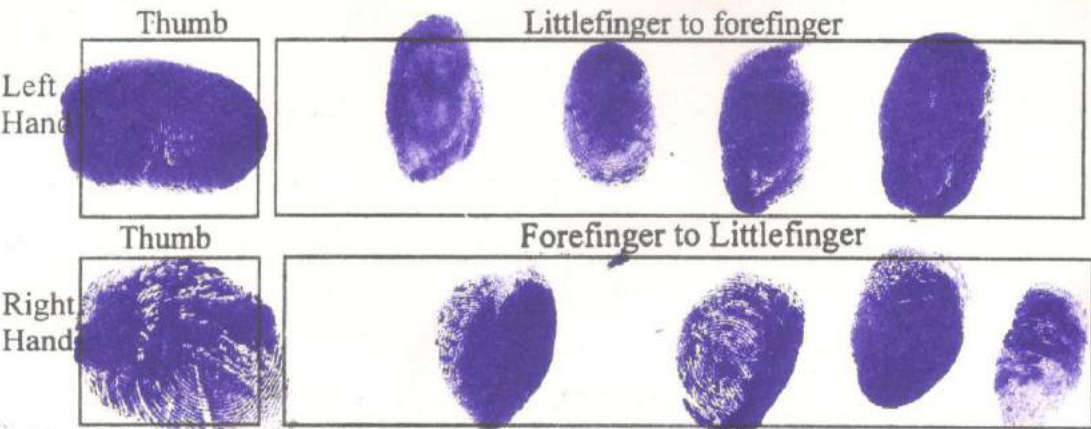 Thumb
Littlefinger to forefinger
Left
Hand
Thumb
Forefinger to Littlefinger
Right
Hand